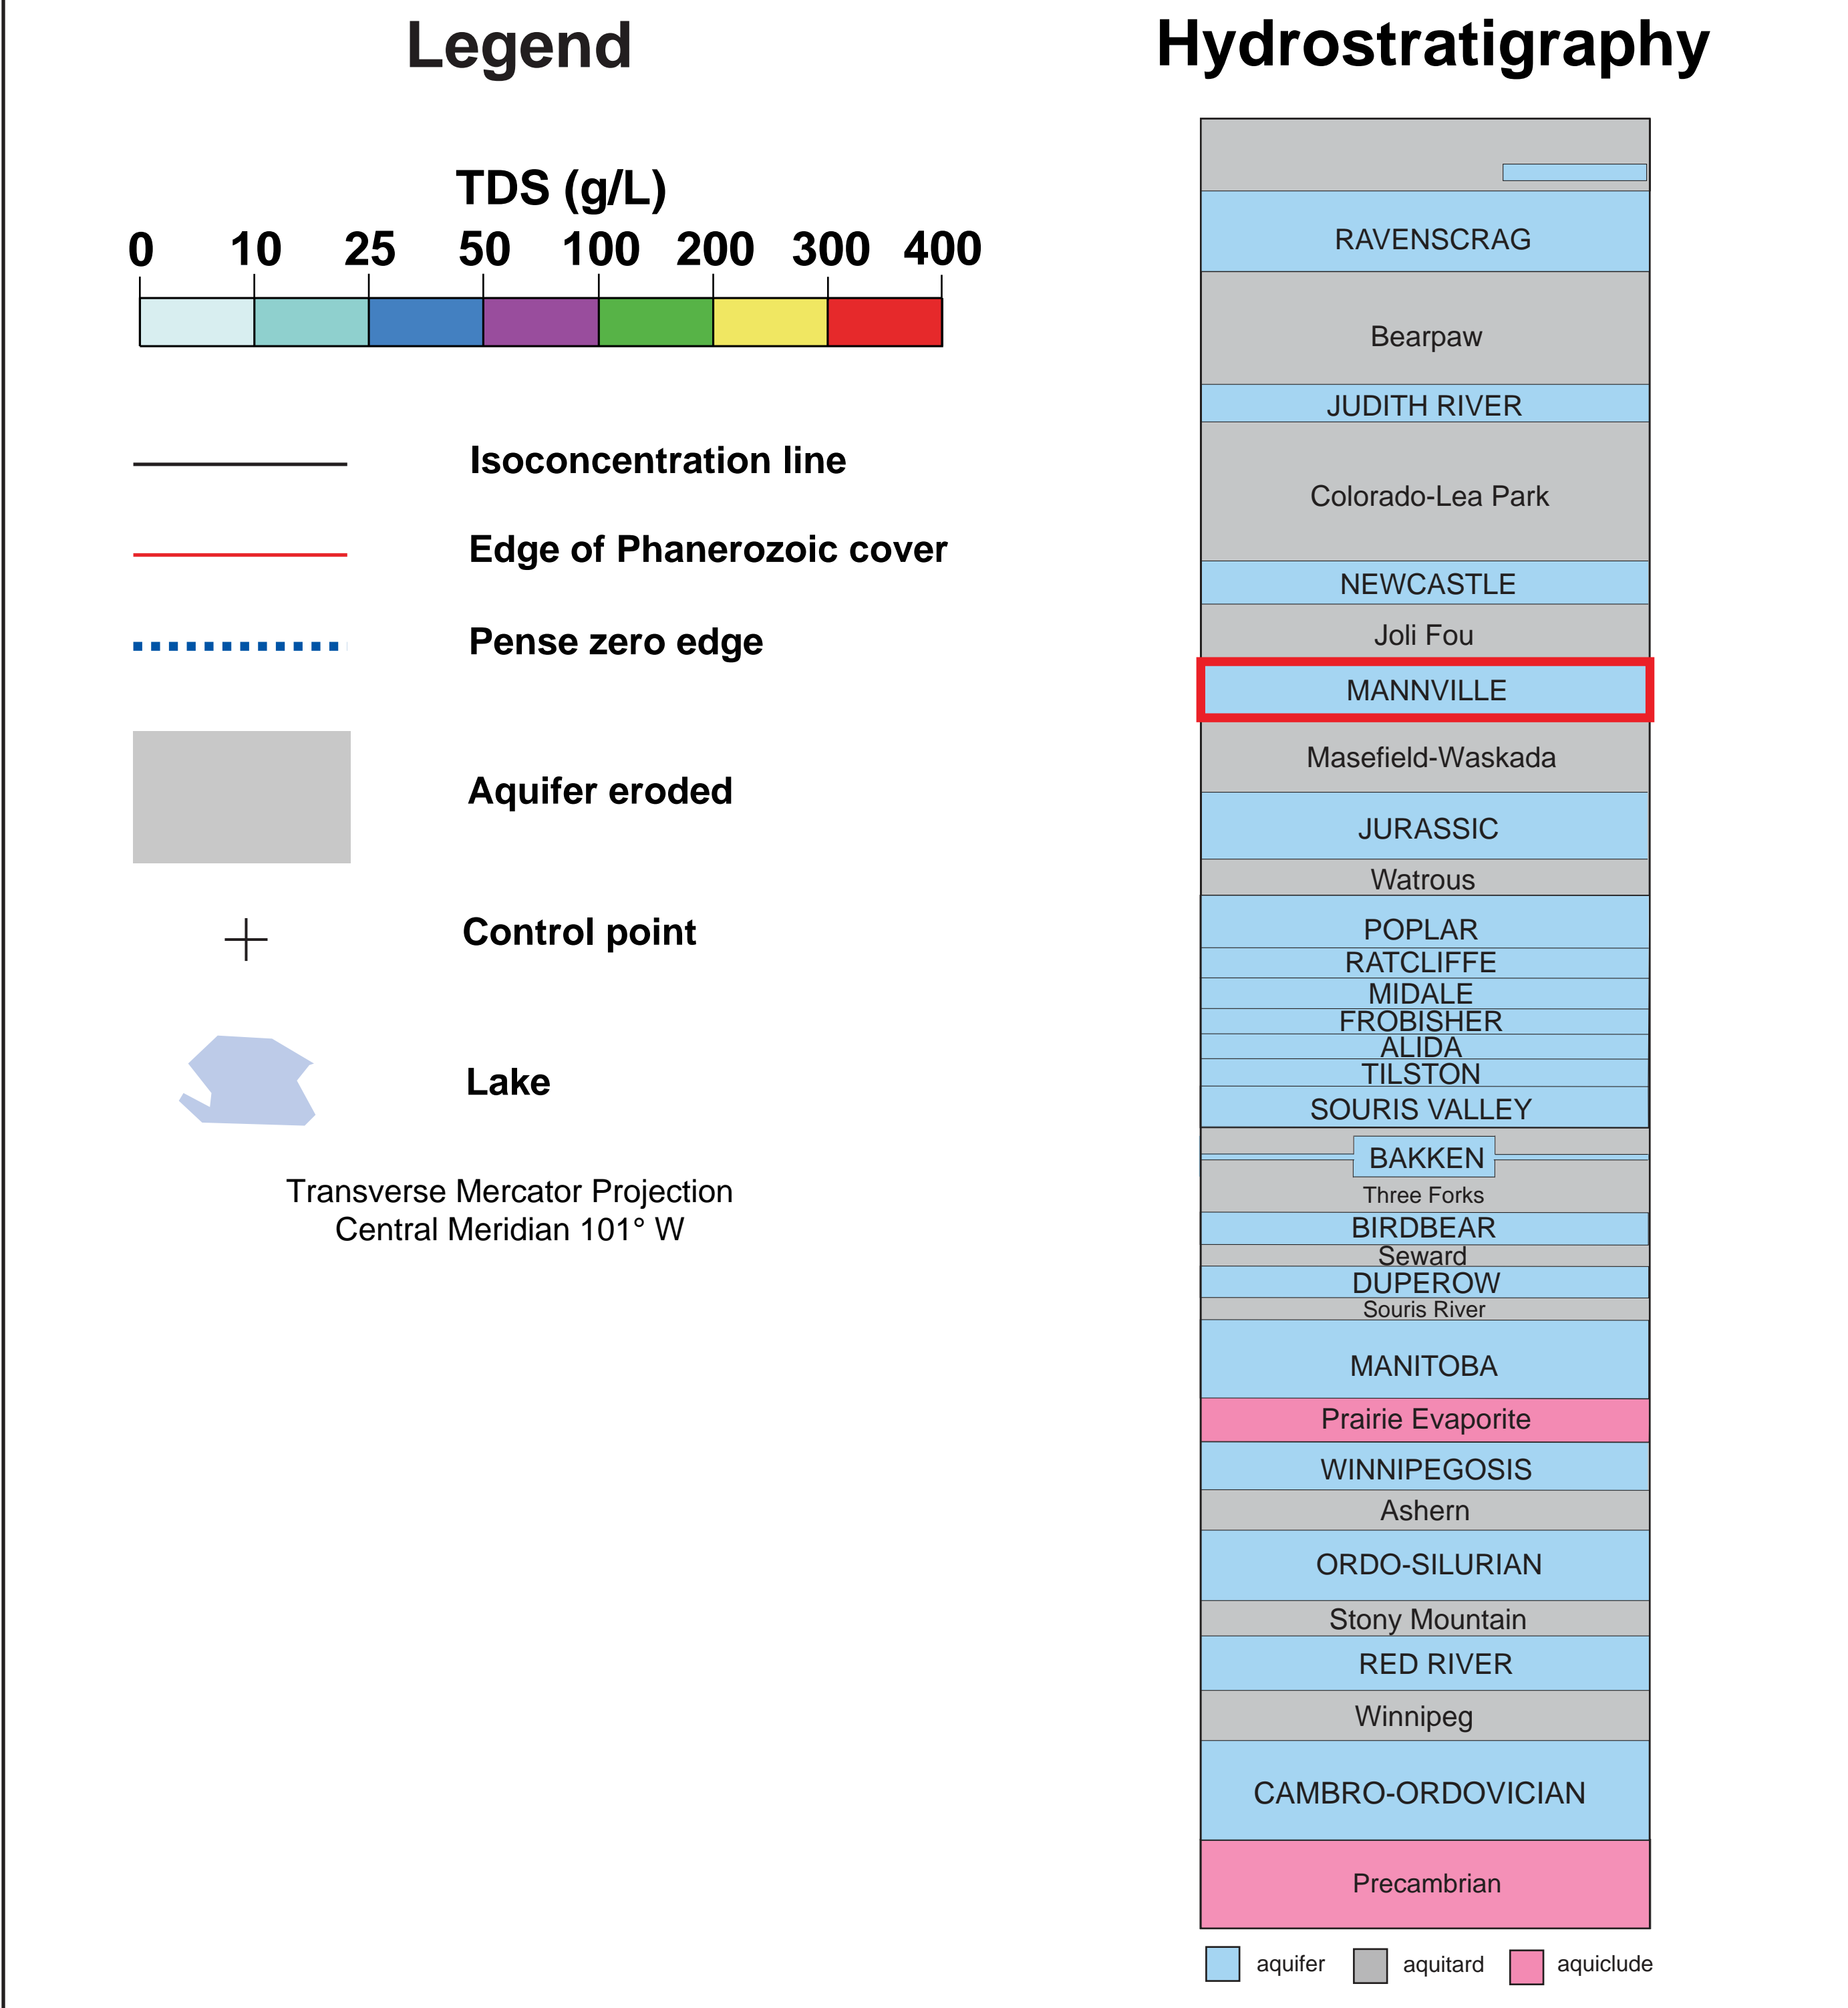 Legend
TDS (g/L)
0 10 25 50 100 200 300 400
Isoconcentration line
Edge of Phanerozoic cover
Pense zero edge
Aquifer eroded
Control point
Lake
Transverse Mercator Projection
Central Meridian 101° W
Hydrostratigraphy
RAVENSCRAG
Bearpaw
JUDITH RIVER
Colorado-Lea Park
NEWCASTLE
Joli Fou
MANNVILLE
Masefield-Waskada
JURASSIC
Watrous
POPLAR
RATCLIFFE
MIDALE
FROBISHER
ALIDA
TILSTON
SOURIS VALLEY
BAKKEN
Three Forks
BIRDBEAR
Seward
DUPEROW
Souris River
MANITOBA
Prairie Evaporite
WINNIPEGOSIS
Ashern
ORDO-SILURIAN
Stony Mountain
RED RIVER
Winnipeg
CAMBRO-ORDOVICIAN
Precambrian
aquifer aquitard aquiclude